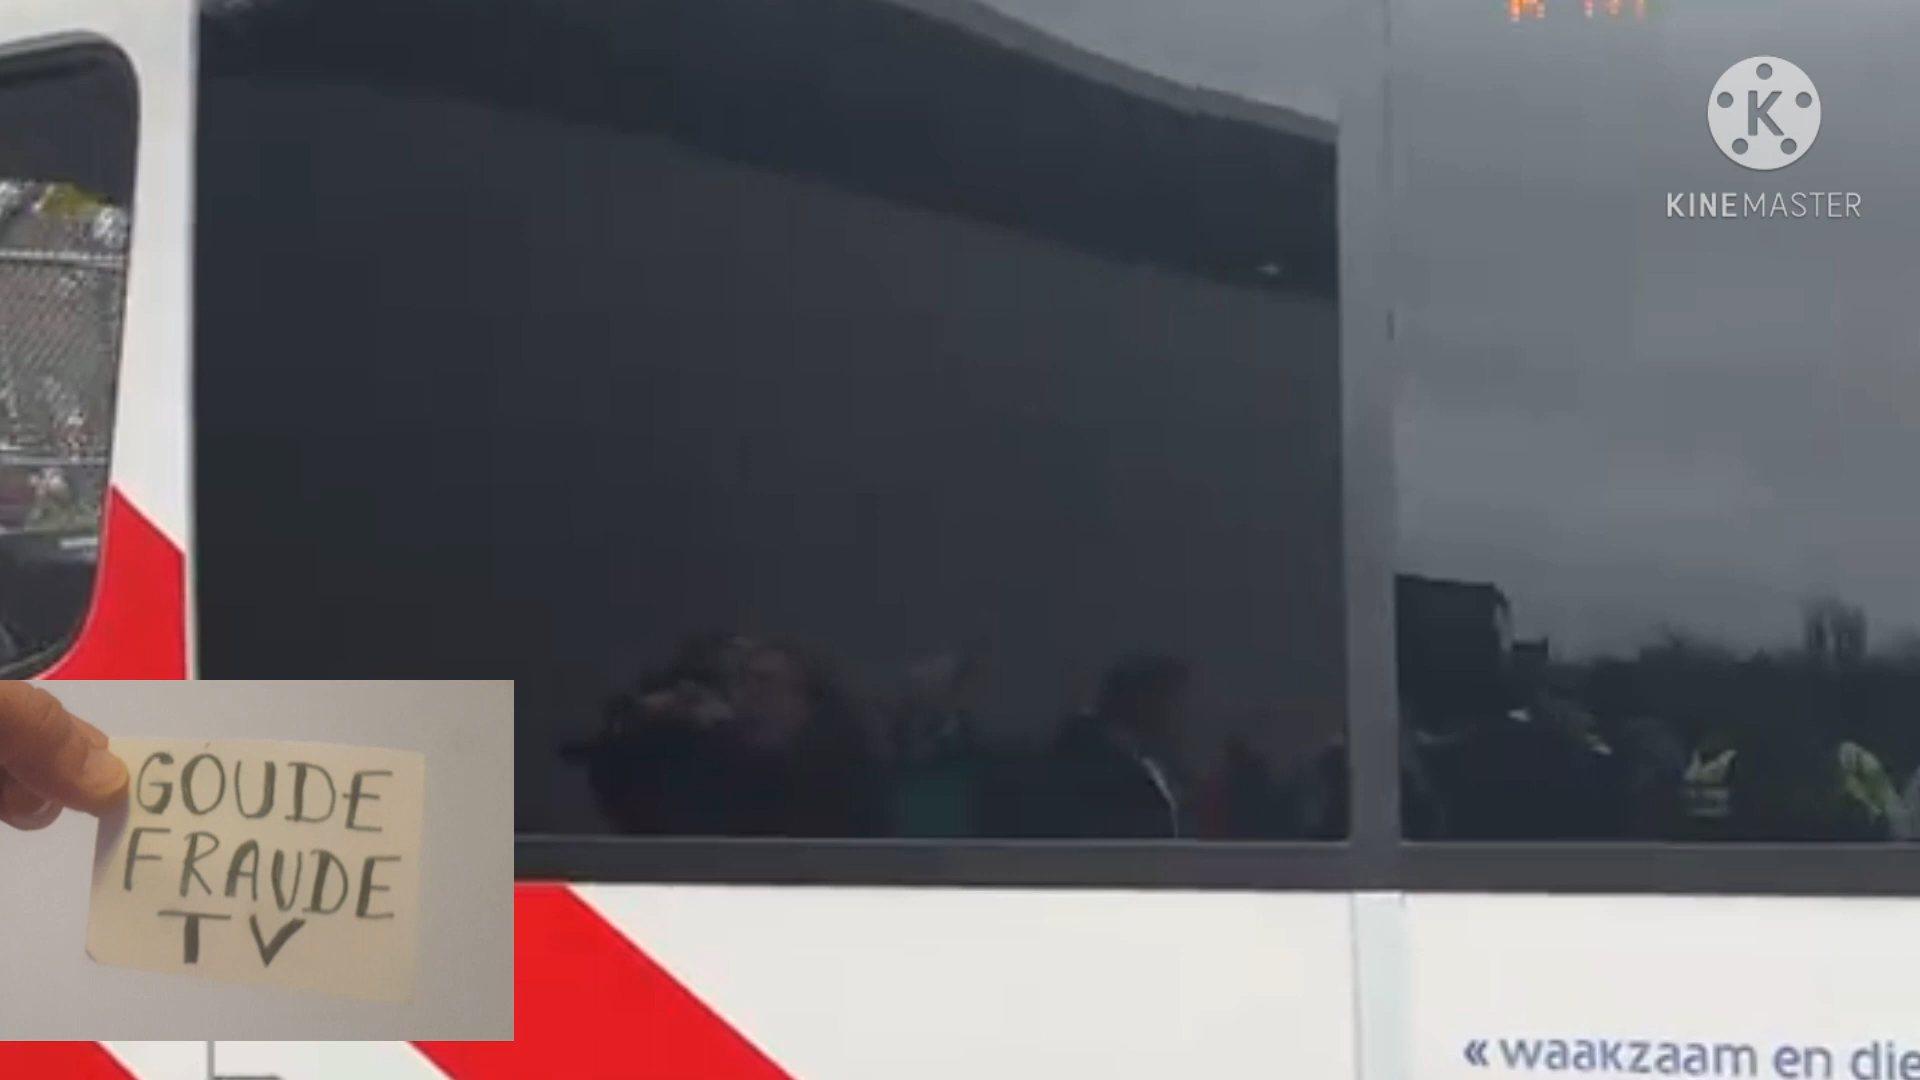 K
KINEMASTER
GOUDE
FRAUDE
TV
« waakzaam en die